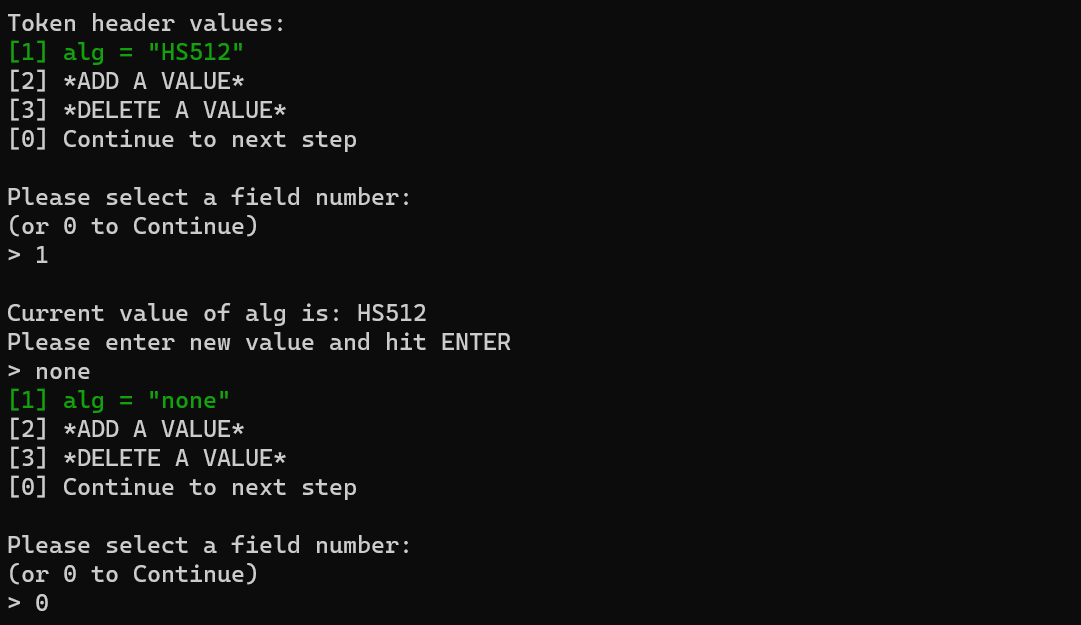 Token header values:
[1] alg = "HS512"
[2] *ADD A VALUE*
[3] *DELETE A VALUE*
[0] Continue to next step
Please select a field number:
(or 0 to Continue)
> 1
Current value of alg is: HS512
Please enter new value and hit ENTER
> none
[1] alg = "none"
[2] *ADD A VALUE*
[3] *DELETE A VALUE*
[0] Continue to next step
Please select a field number:
(or 0 to Continue)
> 0